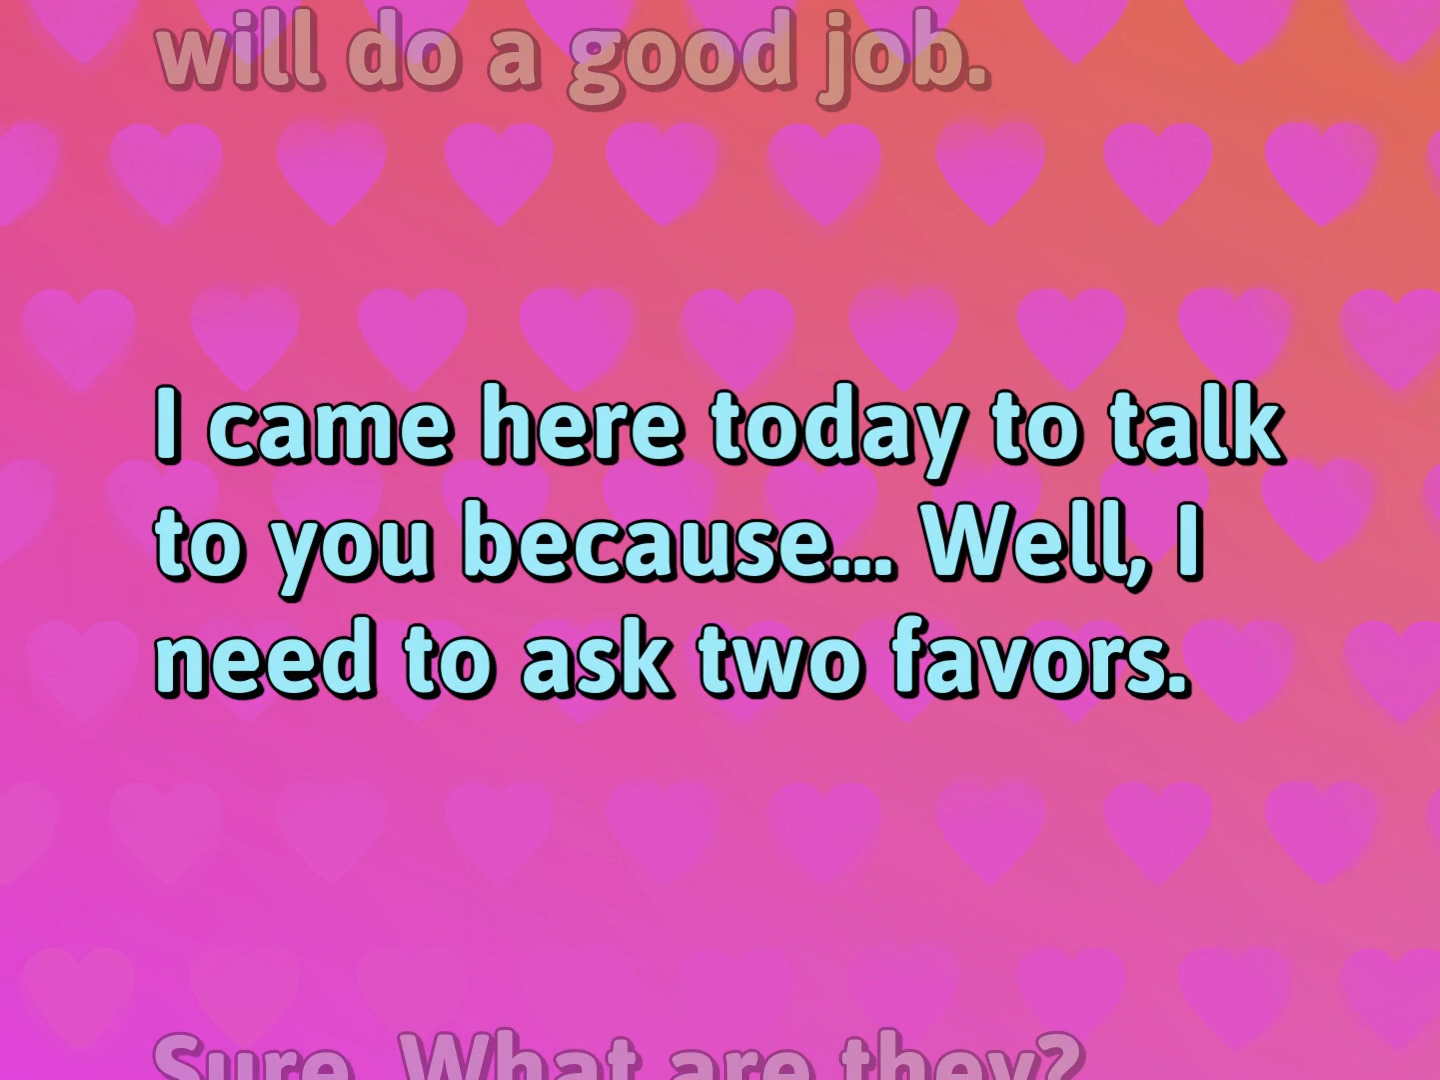 will do a good job.
I came here today to talk
to you because... Well, I
need to ask two favors.
Sure. What are they?